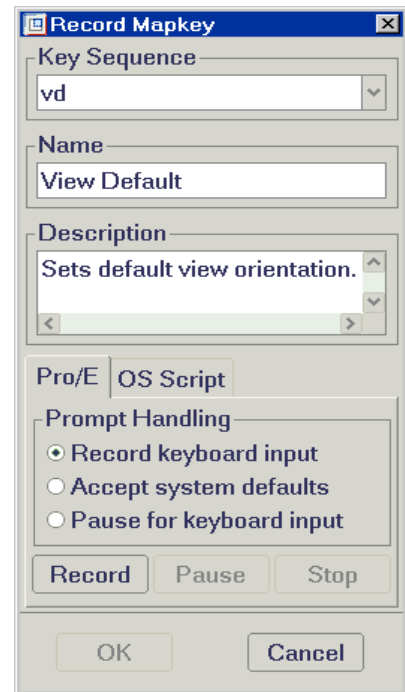 Record Mapkey
Key Sequence
vd
Name
View Default
Description
Sets default view orientation.
Pro/E OS Script
Prompt Handling
Record keyboard input
Accept system defaults
Pause for keyboard input
Record Pause Stop
OK Cancel